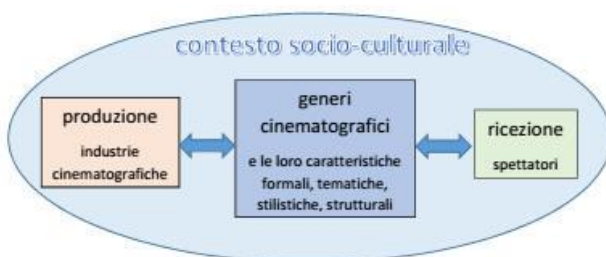 contesto socio-culturale
produzione
industrie
cinematografiche
generi
cinematografici
e le loro caratteristiche
formali, tematiche,
stilistiche, strutturali
ricezione
spettatori